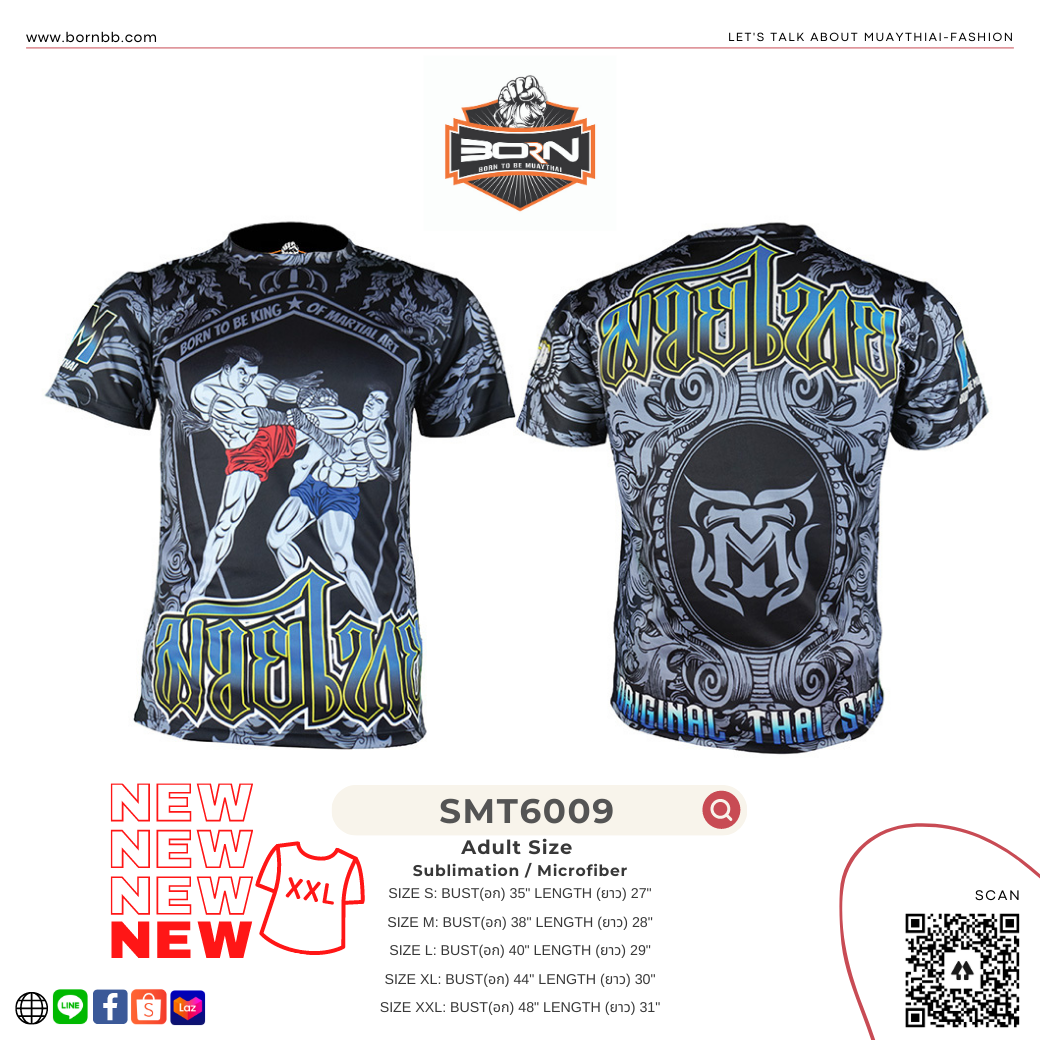 www.bornbb.com
LET'S TALK ABOUT MUAYTHIAI-FASHION
BORN
BORN TO BE MUAYTHAI
BORN TO BE KING ★ OF MARTIAL ART
M
THAI
มวยไทย
มวยไทย
MT
ORIGINAL THAI STYL
NEW
NEW
NEW
NEW
XXL
SMT6009
Adult Size
Sublimation / Microfiber
SIZE S: BUST(อก) 35" LENGTH (ยาว) 27"
SIZE M: BUST(อก) 38" LENGTH (ยาว) 28"
SIZE L: BUST(อก) 40" LENGTH (ยาว) 29"
SIZE XL: BUST(อก) 44" LENGTH (ยาว) 30"
SIZE XXL: BUST(อก) 48" LENGTH (ยาว) 31"
SCAN
LINE
f
S
Laz